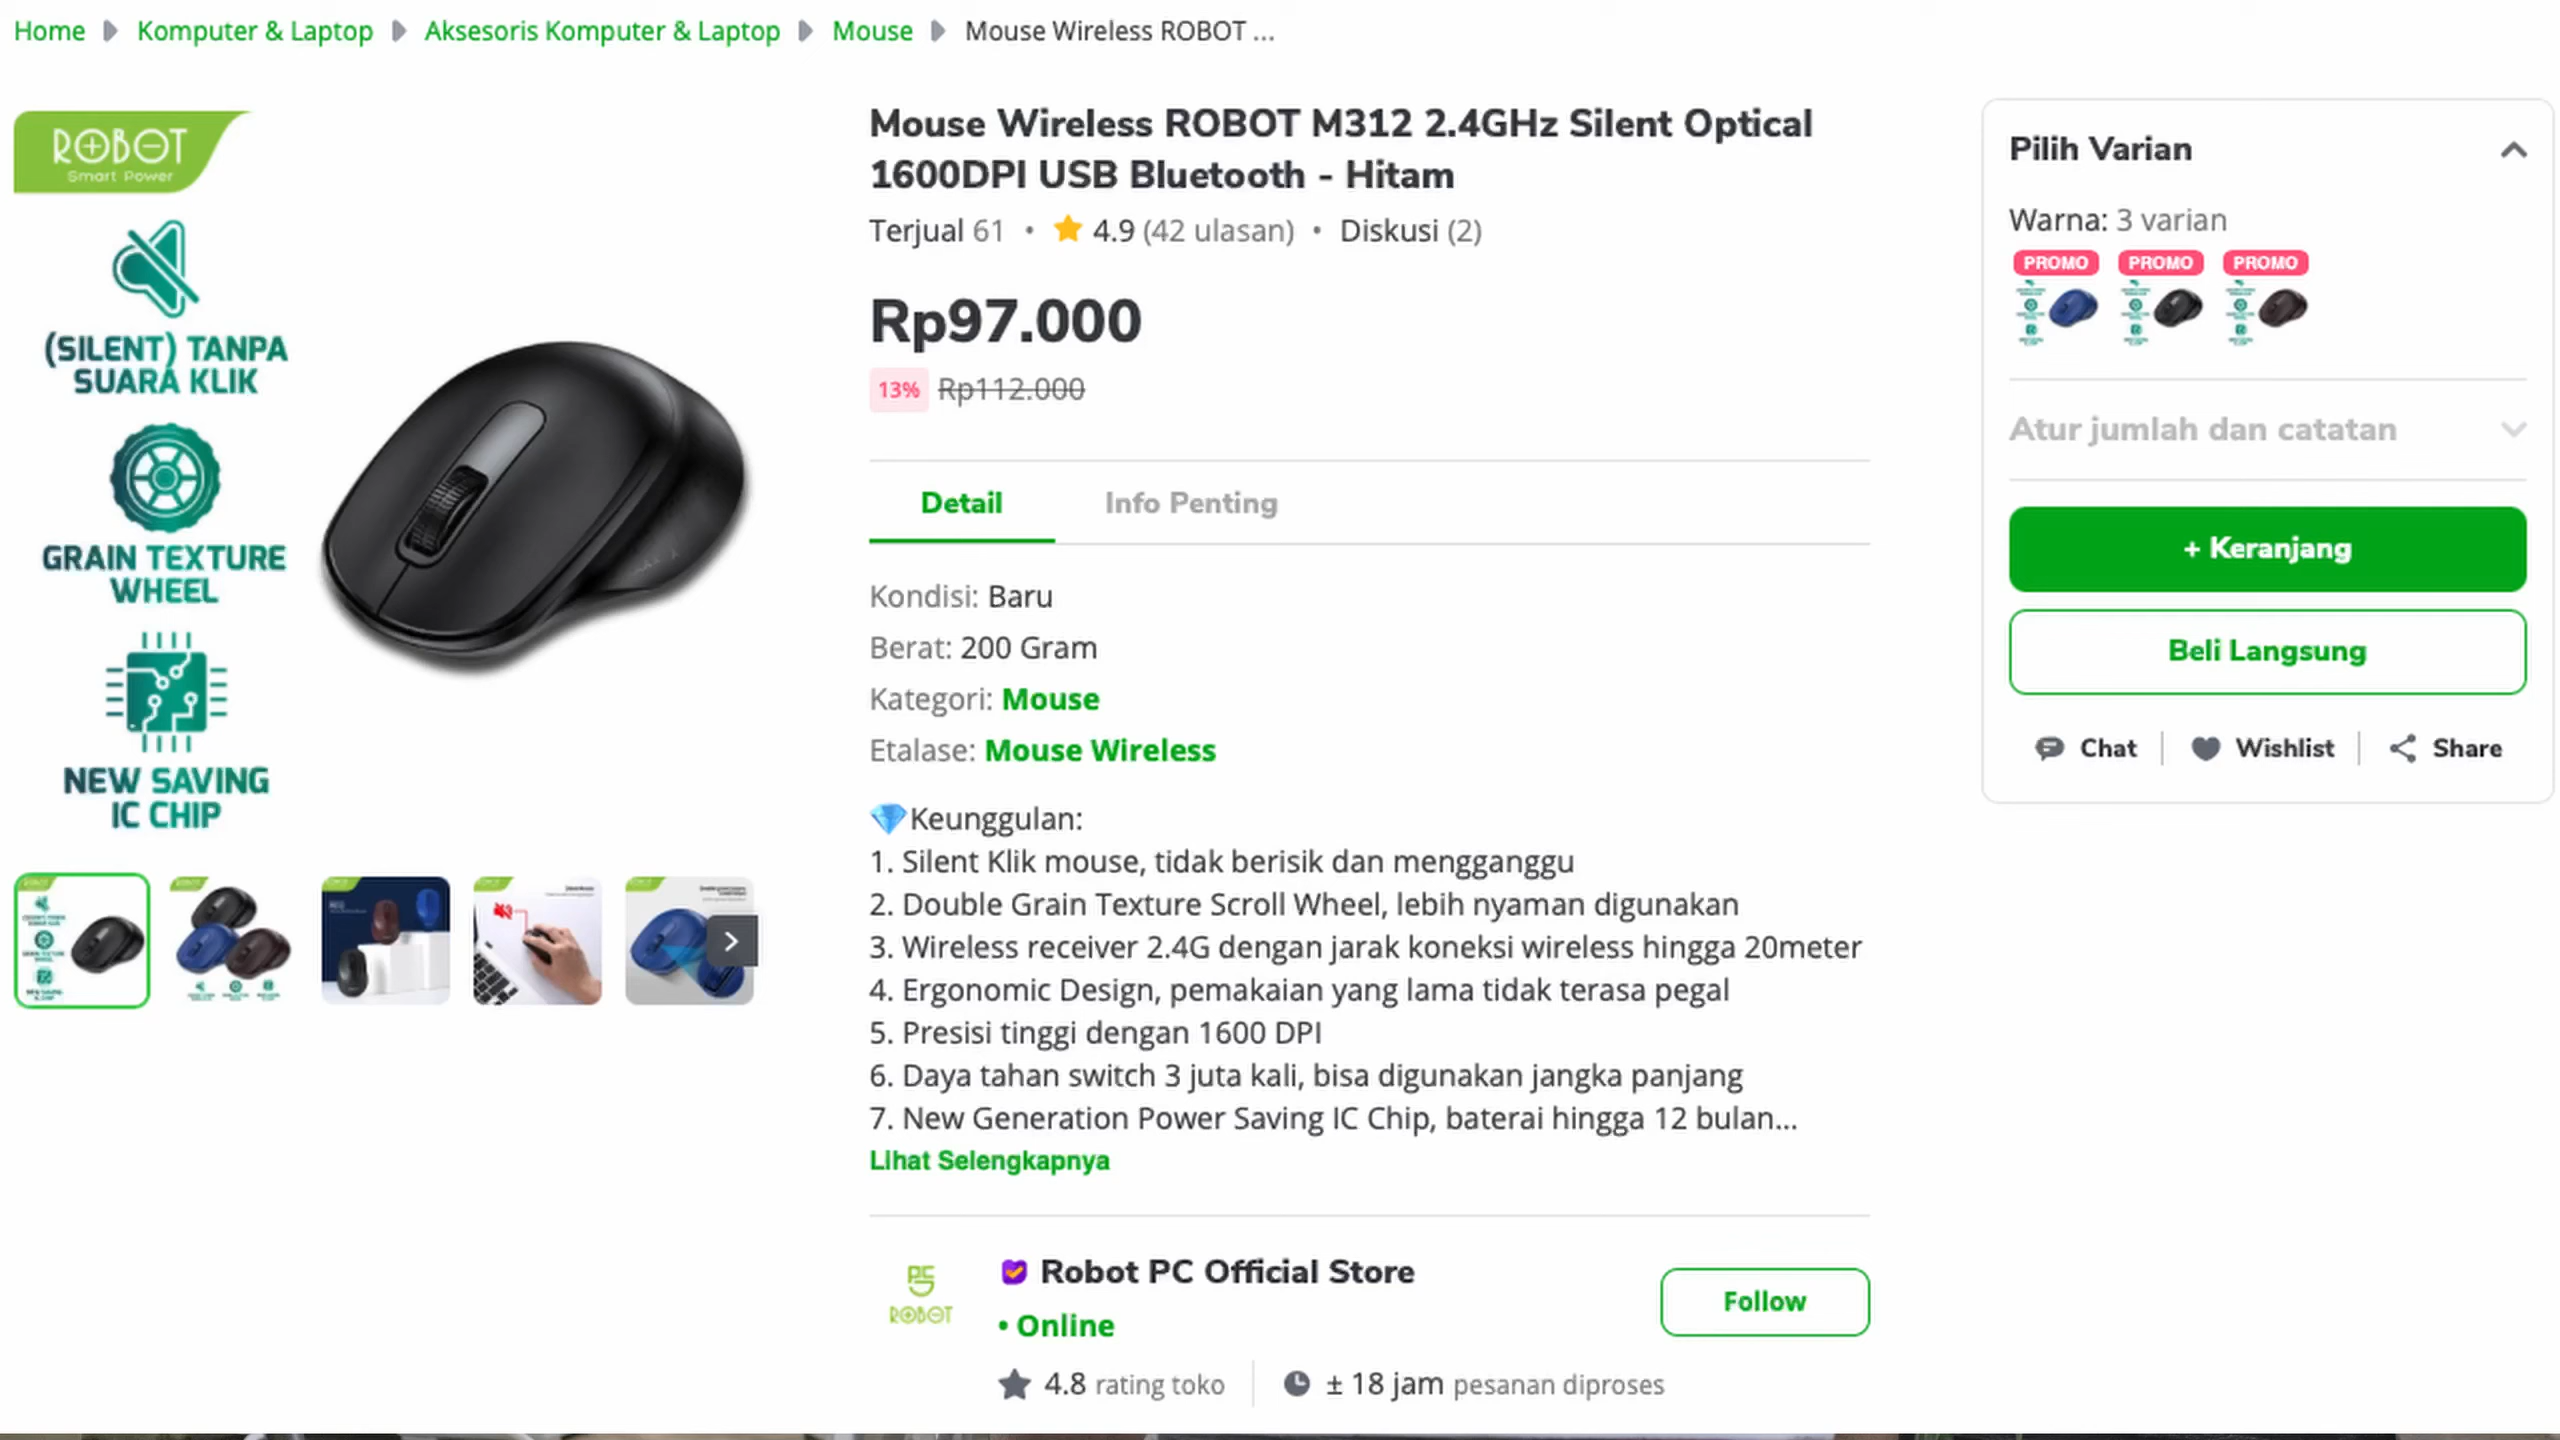 Home Komputer & Laptop Aksesoris Komputer & Laptop Mouse Mouse Wireless ROBOT ...
ROBOT
Smart Power
(SILENT) TANPA
SUARA KLIK
GRAIN TEXTURE
WHEEL
NEW SAVING
IC CHIP
Mouse Wireless ROBOT M312 2.4GHz Silent Optical
1600DPI USB Bluetooth - Hitam
Terjual 61 • 4.9 (42 ulasan) • Diskusi (2)
Rp97.000
13% Rp112.000
Detail Info Penting
Kondisi: Baru
Berat: 200 Gram
Kategori: Mouse
Etalase: Mouse Wireless
💎Keunggulan:
1. Silent Klik mouse, tidak berisik dan mengganggu
2. Double Grain Texture Scroll Wheel, lebih nyaman digunakan
3. Wireless receiver 2.4G dengan jarak koneksi wireless hingga 20meter
4. Ergonomic Design, pemakaian yang lama tidak terasa pegal
5. Presisi tinggi dengan 1600 DPI
6. Daya tahan switch 3 juta kali, bisa digunakan jangka panjang
7. New Generation Power Saving IC Chip, baterai hingga 12 bulan...
Lihat Selengkapnya
PC
ROBOT
Robot PC Official Store
• Online
Follow
4.8 rating toko
± 18 jam pesanan diproses
Pilih Varian
Warna: 3 varian
PROMO PROMO PROMO
Atur jumlah dan catatan
+ Keranjang
Beli Langsung
Chat Wishlist Share